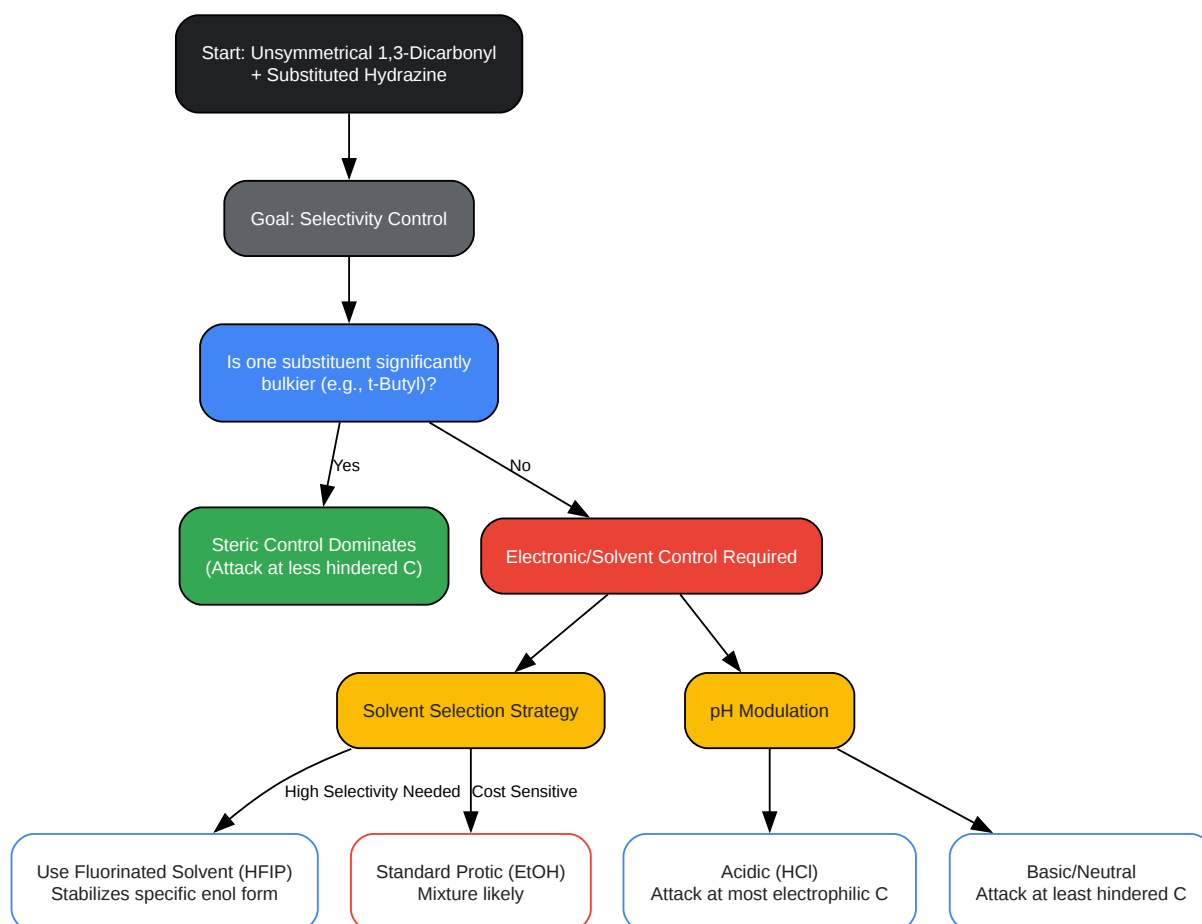 Start: Unsymmetrical 1,3-Dicarbonyl
+ Substituted Hydrazine
Goal: Selectivity Control
Is one substituent significantly
bulkier (e.g., t-Butyl)?
Yes
No
Steric Control Dominates
(Attack at less hindered C)
Electronic/Solvent Control Required
Solvent Selection Strategy
pH Modulation
High Selectivity Needed
Cost Sensitive
Use Fluorinated Solvent (HFIP)
Stabilizes specific enol form
Standard Protic (EtOH)
Mixture likely
Acidic (HCl)
Attack at most electrophilic C
Basic/Neutral
Attack at least hindered C